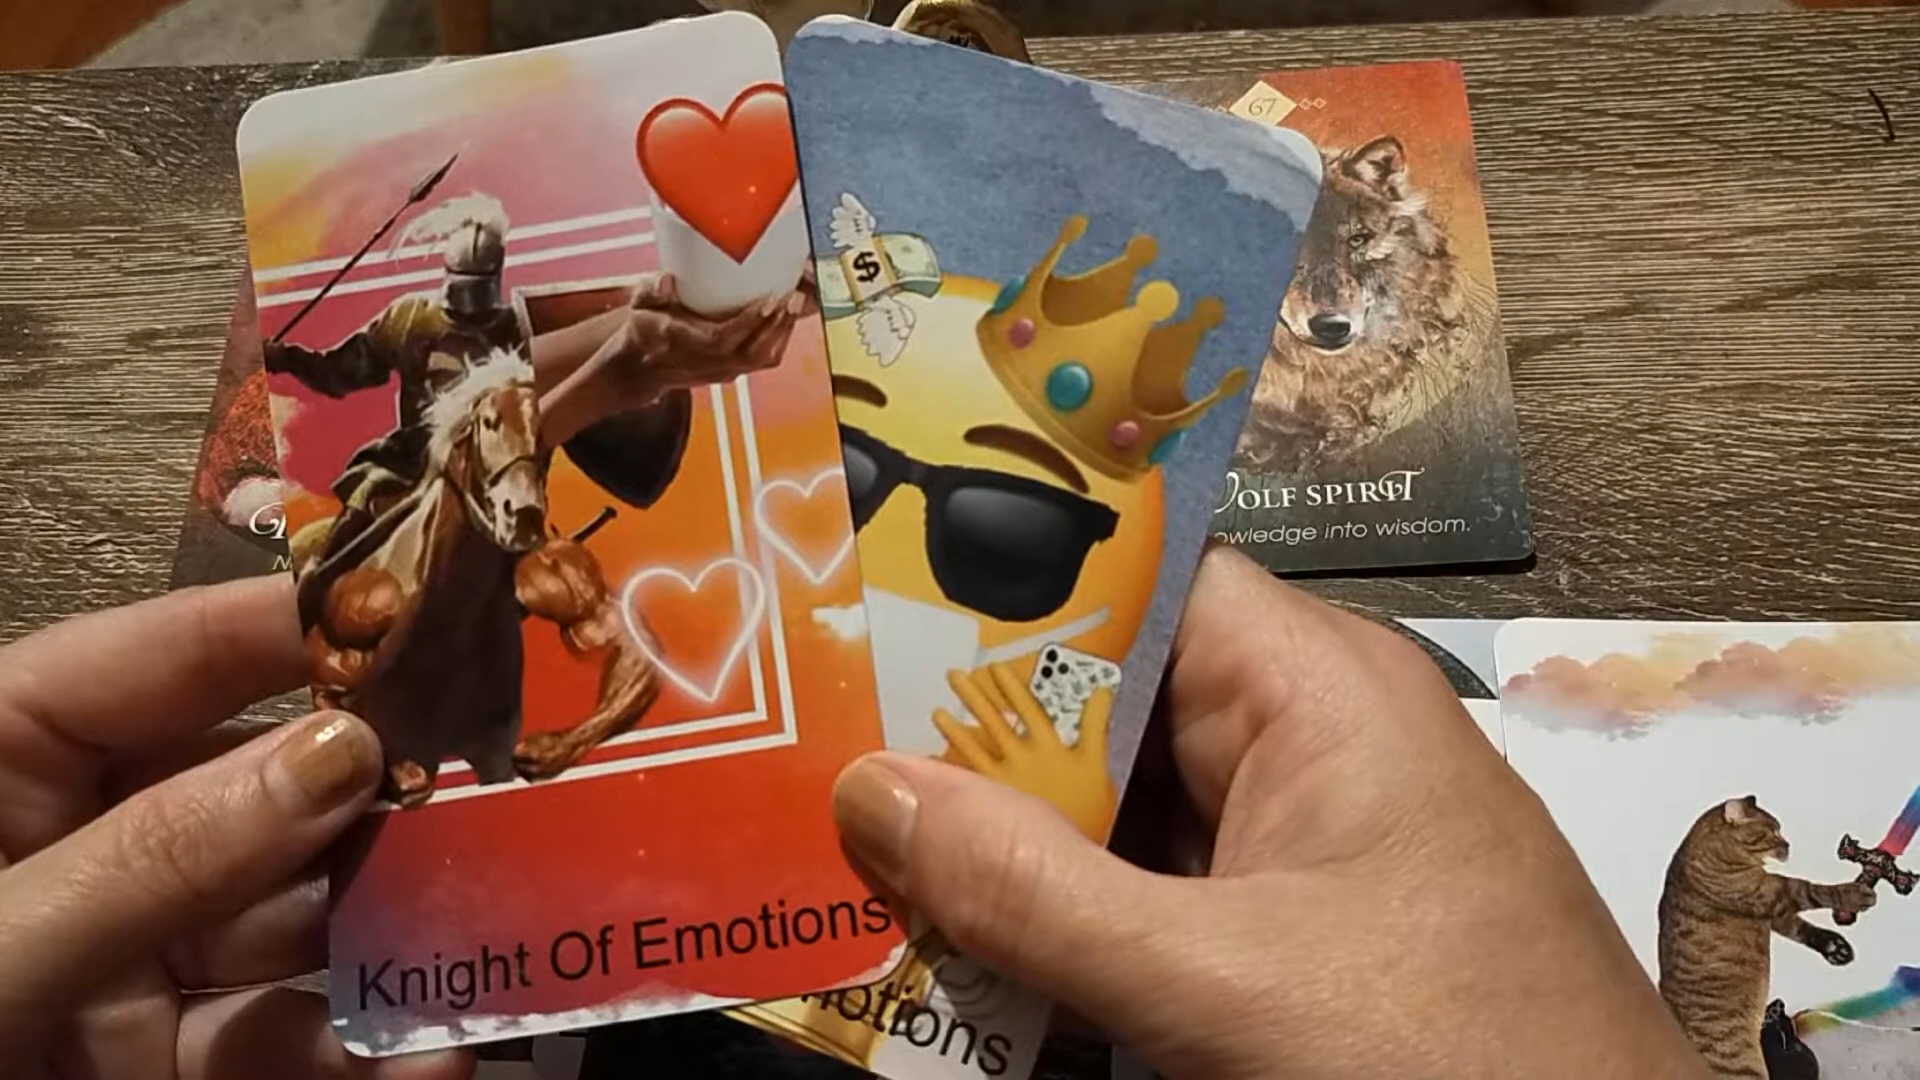 67
$
OLF SPIRIT
owledge into wisdom.
Knight Of Emotions
otions